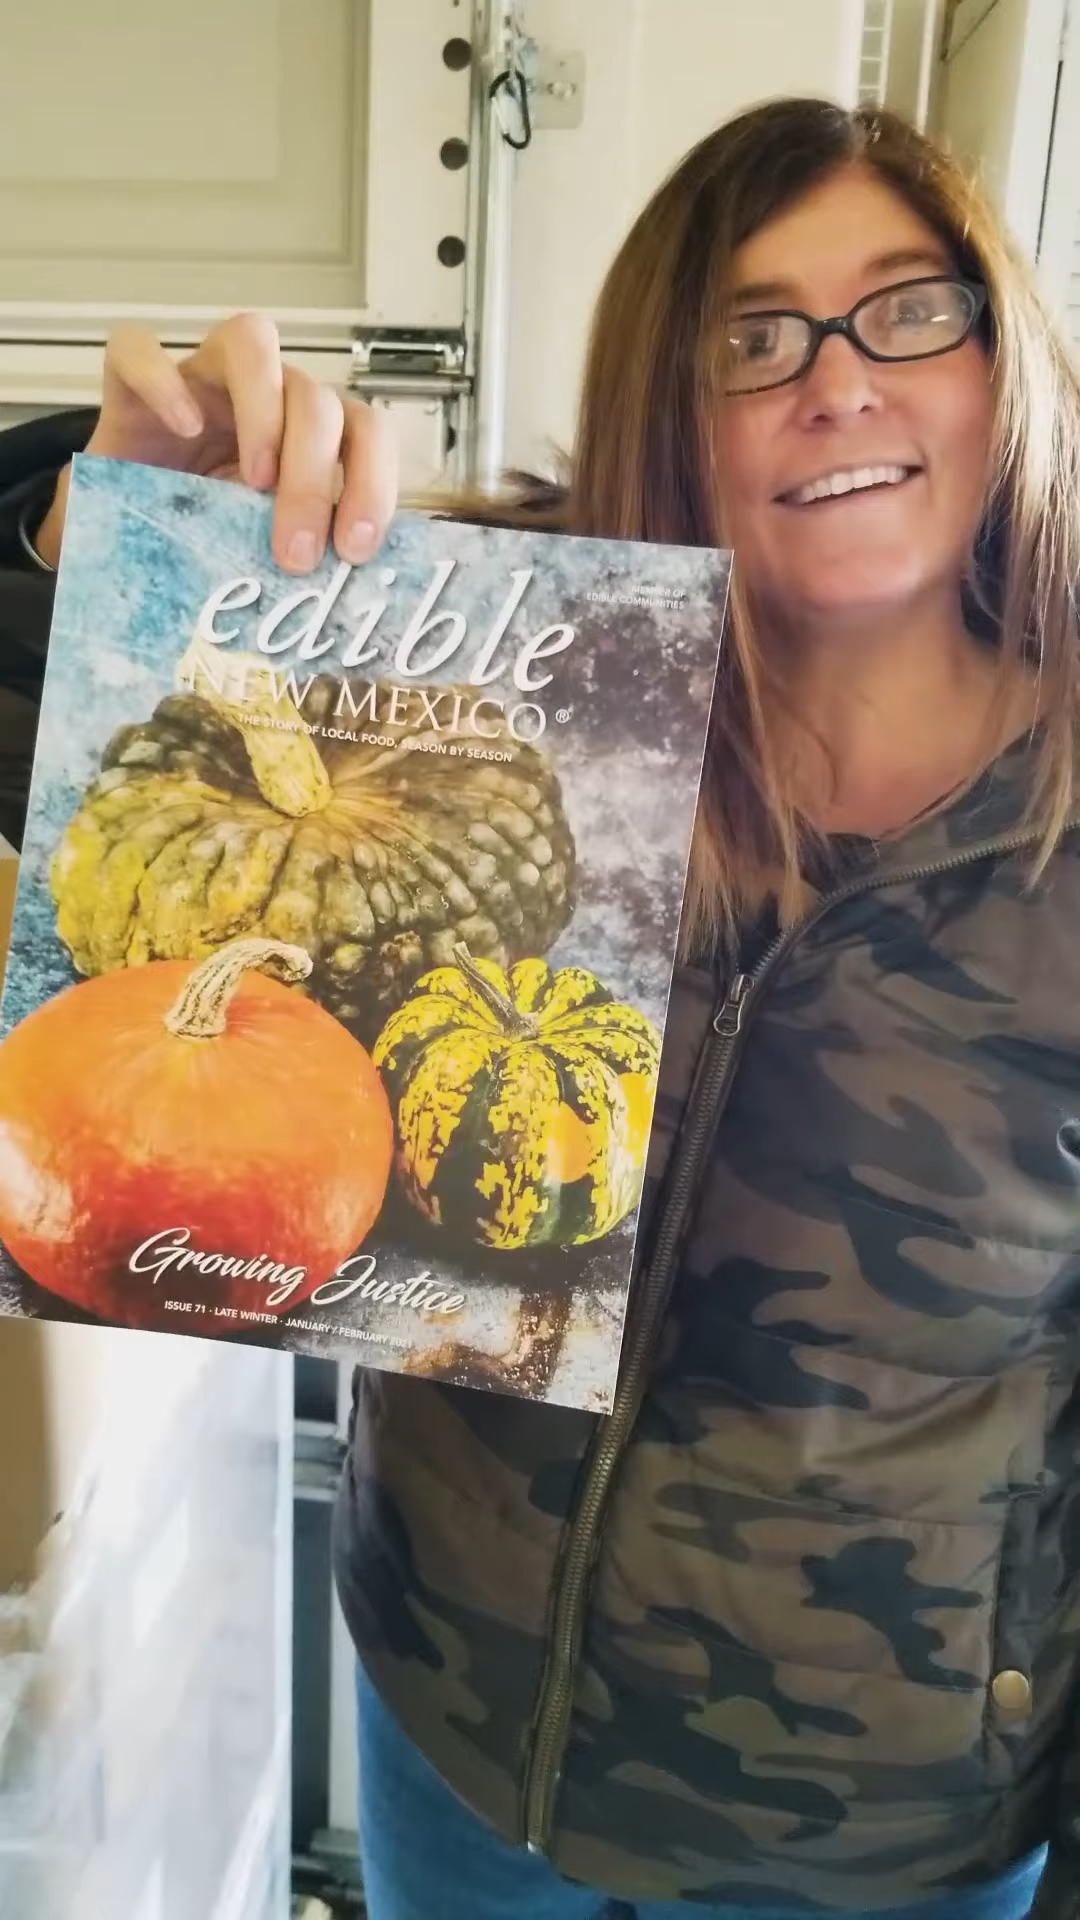 edible
MEMBER OF
EDIBLE COMMUNITIES
NEW MEXICO®
THE STORY OF LOCAL FOOD, SEASON BY SEASON
Growing Justice
ISSUE 71 · LATE WINTER · JANUARY / FEBRUARY